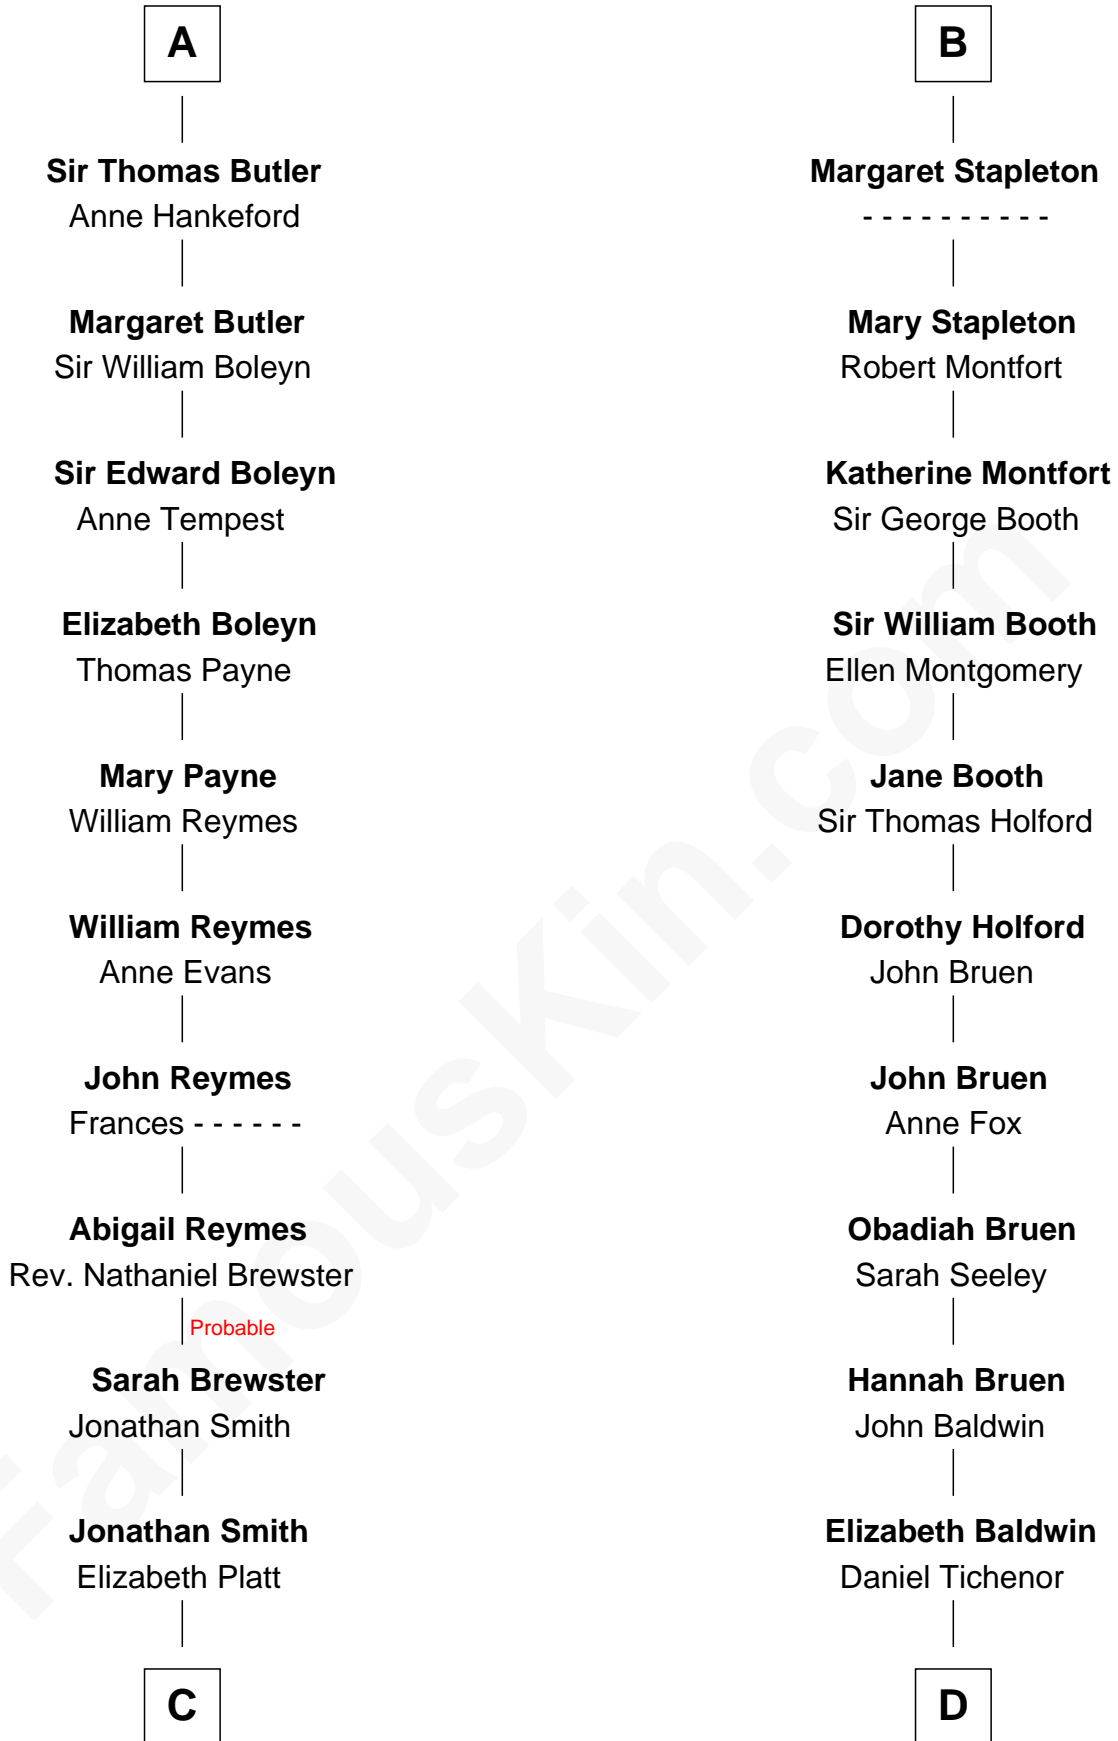 A
Sir Thomas Butler
Anne Hankeford
Margaret Butler
Sir William Boleyn
Sir Edward Boleyn
Anne Tempest
Elizabeth Boleyn
Thomas Payne
Mary Payne
William Reymes
William Reymes
Anne Evans
John Reymes
Frances - - - - - -
Abigail Reymes
Rev. Nathaniel Brewster
Probable
Sarah Brewster
Jonathan Smith
Jonathan Smith
Elizabeth Platt
C
B
Margaret Stapleton
- - - - - - - - - -
Mary Stapleton
Robert Montfort
Katherine Montfort
Sir George Booth
Sir William Booth
Ellen Montgomery
Jane Booth
Sir Thomas Holford
Dorothy Holford
John Bruen
John Bruen
Anne Fox
Obadiah Bruen
Sarah Seeley
Hannah Bruen
John Baldwin
Elizabeth Baldwin
Daniel Tichenor
D
FamousKin.com